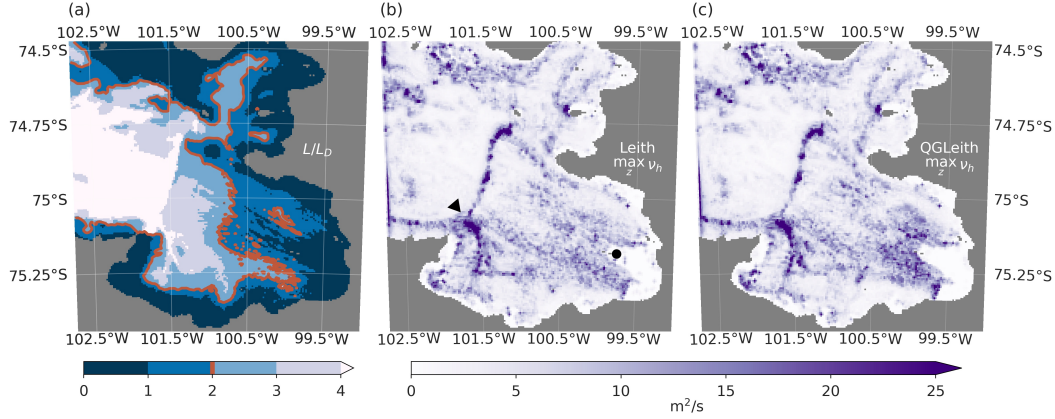 (a) (b) (c)
102.5°W 101.5°W 100.5°W 99.5°W 102.5°W 101.5°W 100.5°W 99.5°W 102.5°W 101.5°W 100.5°W 99.5°W
74.5°S 74.5°S
74.75°S 74.75°S
L/L_D Leith QGLeith
max_z ν_h max_z ν_h
75°S 75°S
75.25°S 75.25°S
102.5°W 101.5°W 100.5°W 99.5°W 102.5°W 101.5°W 100.5°W 99.5°W 102.5°W 101.5°W 100.5°W 99.5°W
0 1 2 3 4 0 5 10 15 20 25
m²/s